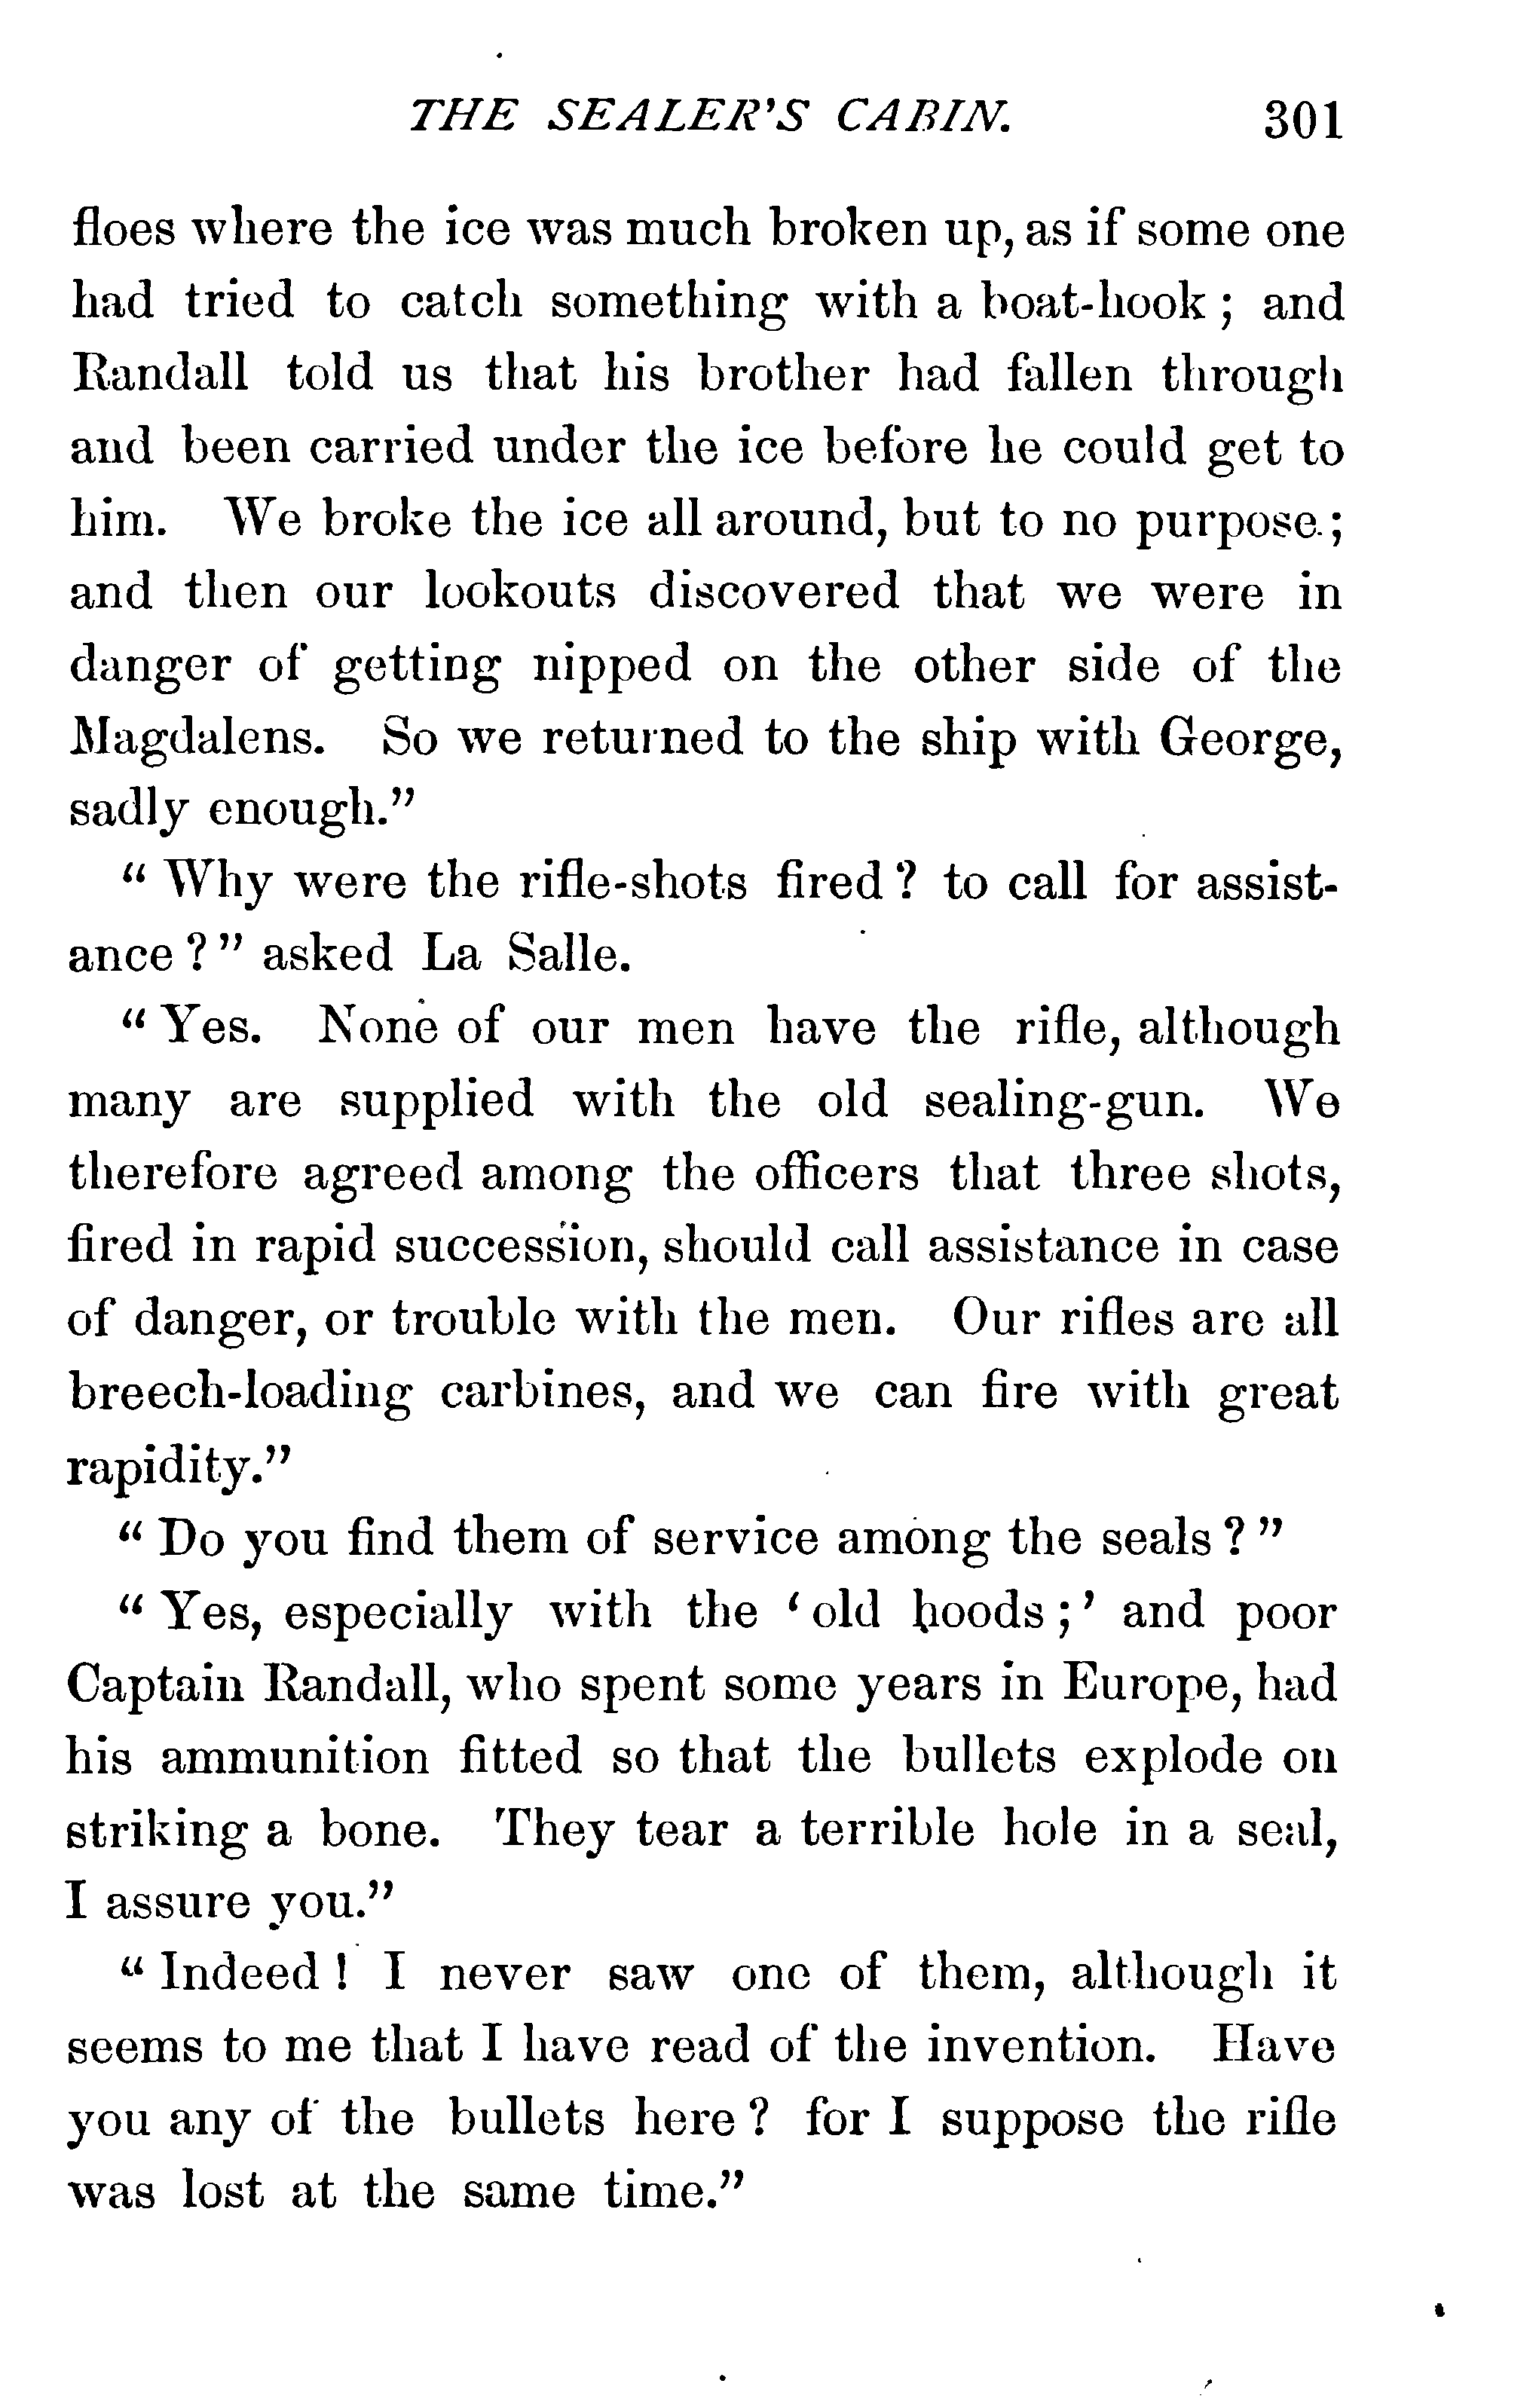 THE SEALER'S CABIN. 301
floes where the ice was much broken up, as if some one
had tried to catch something with a boat-hook ; and
Randall told us that his brother had fallen through
and been carried under the ice before he could get to
him. We broke the ice all around, but to no purpose ;
and then our lookouts discovered that we were in
danger of getting nipped on the other side of the
Magdalens. So we returned to the ship with George,
sadly enough."
" Why were the rifle-shots fired ? to call for assist-
ance ? " asked La Salle.
" Yes. None of our men have the rifle, although
many are supplied with the old sealing-gun. We
therefore agreed among the officers that three shots,
fired in rapid succession, should call assistance in case
of danger, or trouble with the men. Our rifles are all
breech-loading carbines, and we can fire with great
rapidity."
" Do you find them of service among the seals ? "
" Yes, especially with the ' old hoods ; ' and poor
Captain Randall, who spent some years in Europe, had
his ammunition fitted so that the bullets explode on
striking a bone. They tear a terrible hole in a seal,
I assure you."
" Indeed ! I never saw one of them, although it
seems to me that I have read of the invention. Have
you any of the bullets here ? for I suppose the rifle
was lost at the same time."